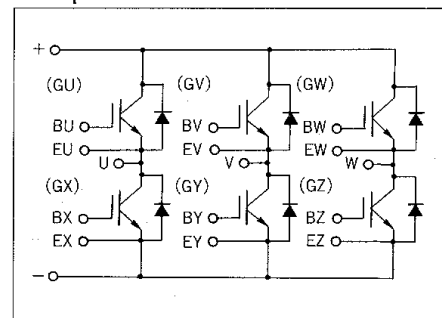 +
(GU) (GV) (GW)
BU BV BW
EU EV EW
U V W
(GX) (GY) (GZ)
BX BY BZ
EX EY EZ
−